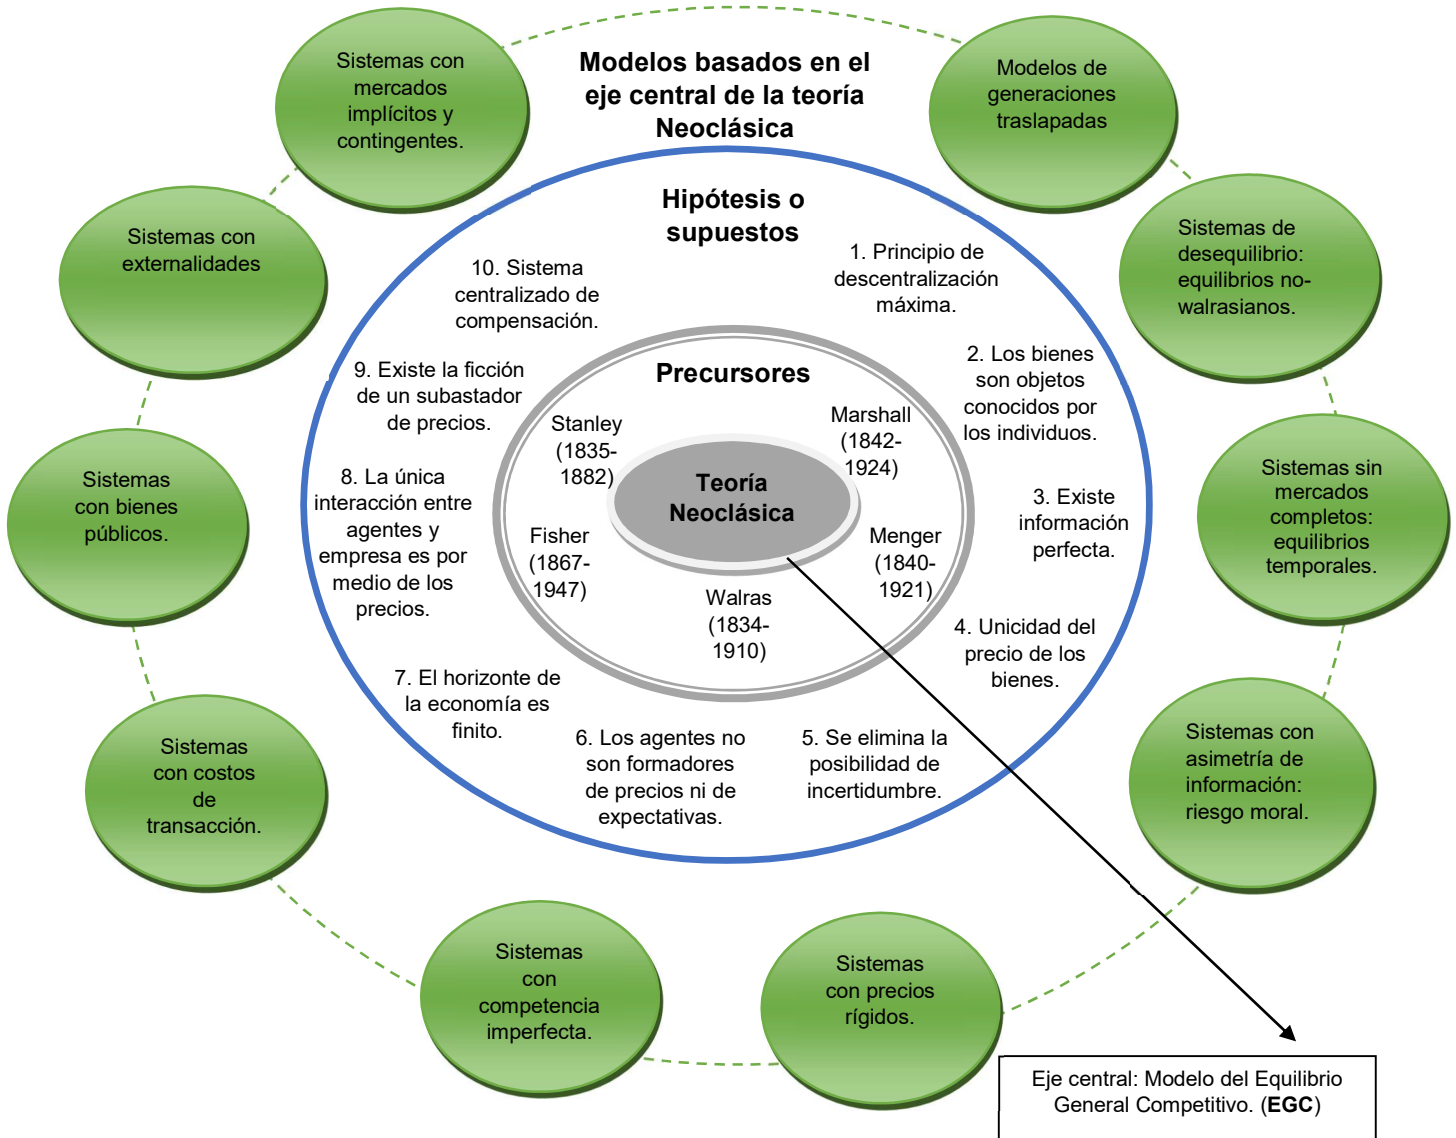 Modelos basados en el
eje central de la teoría
Neoclásica
Sistemas con
mercados
implícitos y
contingentes.
Modelos de
generaciones
traslapadas
Sistemas con
externalidades
Sistemas de
desequilibrio:
equilibrios no-
walrasianos.
Sistemas
con bienes
públicos.
Sistemas sin
mercados
completos:
equilibrios
temporales.
Sistemas
con costos
de
transacción.
Sistemas con
asimetría de
información:
riesgo moral.
Sistemas
con
competencia
imperfecta.
Sistemas
con precios
rígidos.
Hipótesis o
supuestos
1. Principio de
descentralización
máxima.
2. Los bienes
son objetos
conocidos por
los individuos.
3. Existe
información
perfecta.
4. Unicidad del
precio de los
bienes.
5. Se elimina la
posibilidad de
incertidumbre.
6. Los agentes no
son formadores
de precios ni de
expectativas.
7. El horizonte de
la economía es
finito.
8. La única
interacción entre
agentes y
empresa es por
medio de los
precios.
9. Existe la ficción
de un subastador
de precios.
10. Sistema
centralizado de
compensación.
Precursores
Stanley
(1835-
1882)
Marshall
(1842-
1924)
Fisher
(1867-
1947)
Menger
(1840-
1921)
Walras
(1834-
1910)
Teoría
Neoclásica
Eje central: Modelo del Equilibrio
General Competitivo. (EGC)